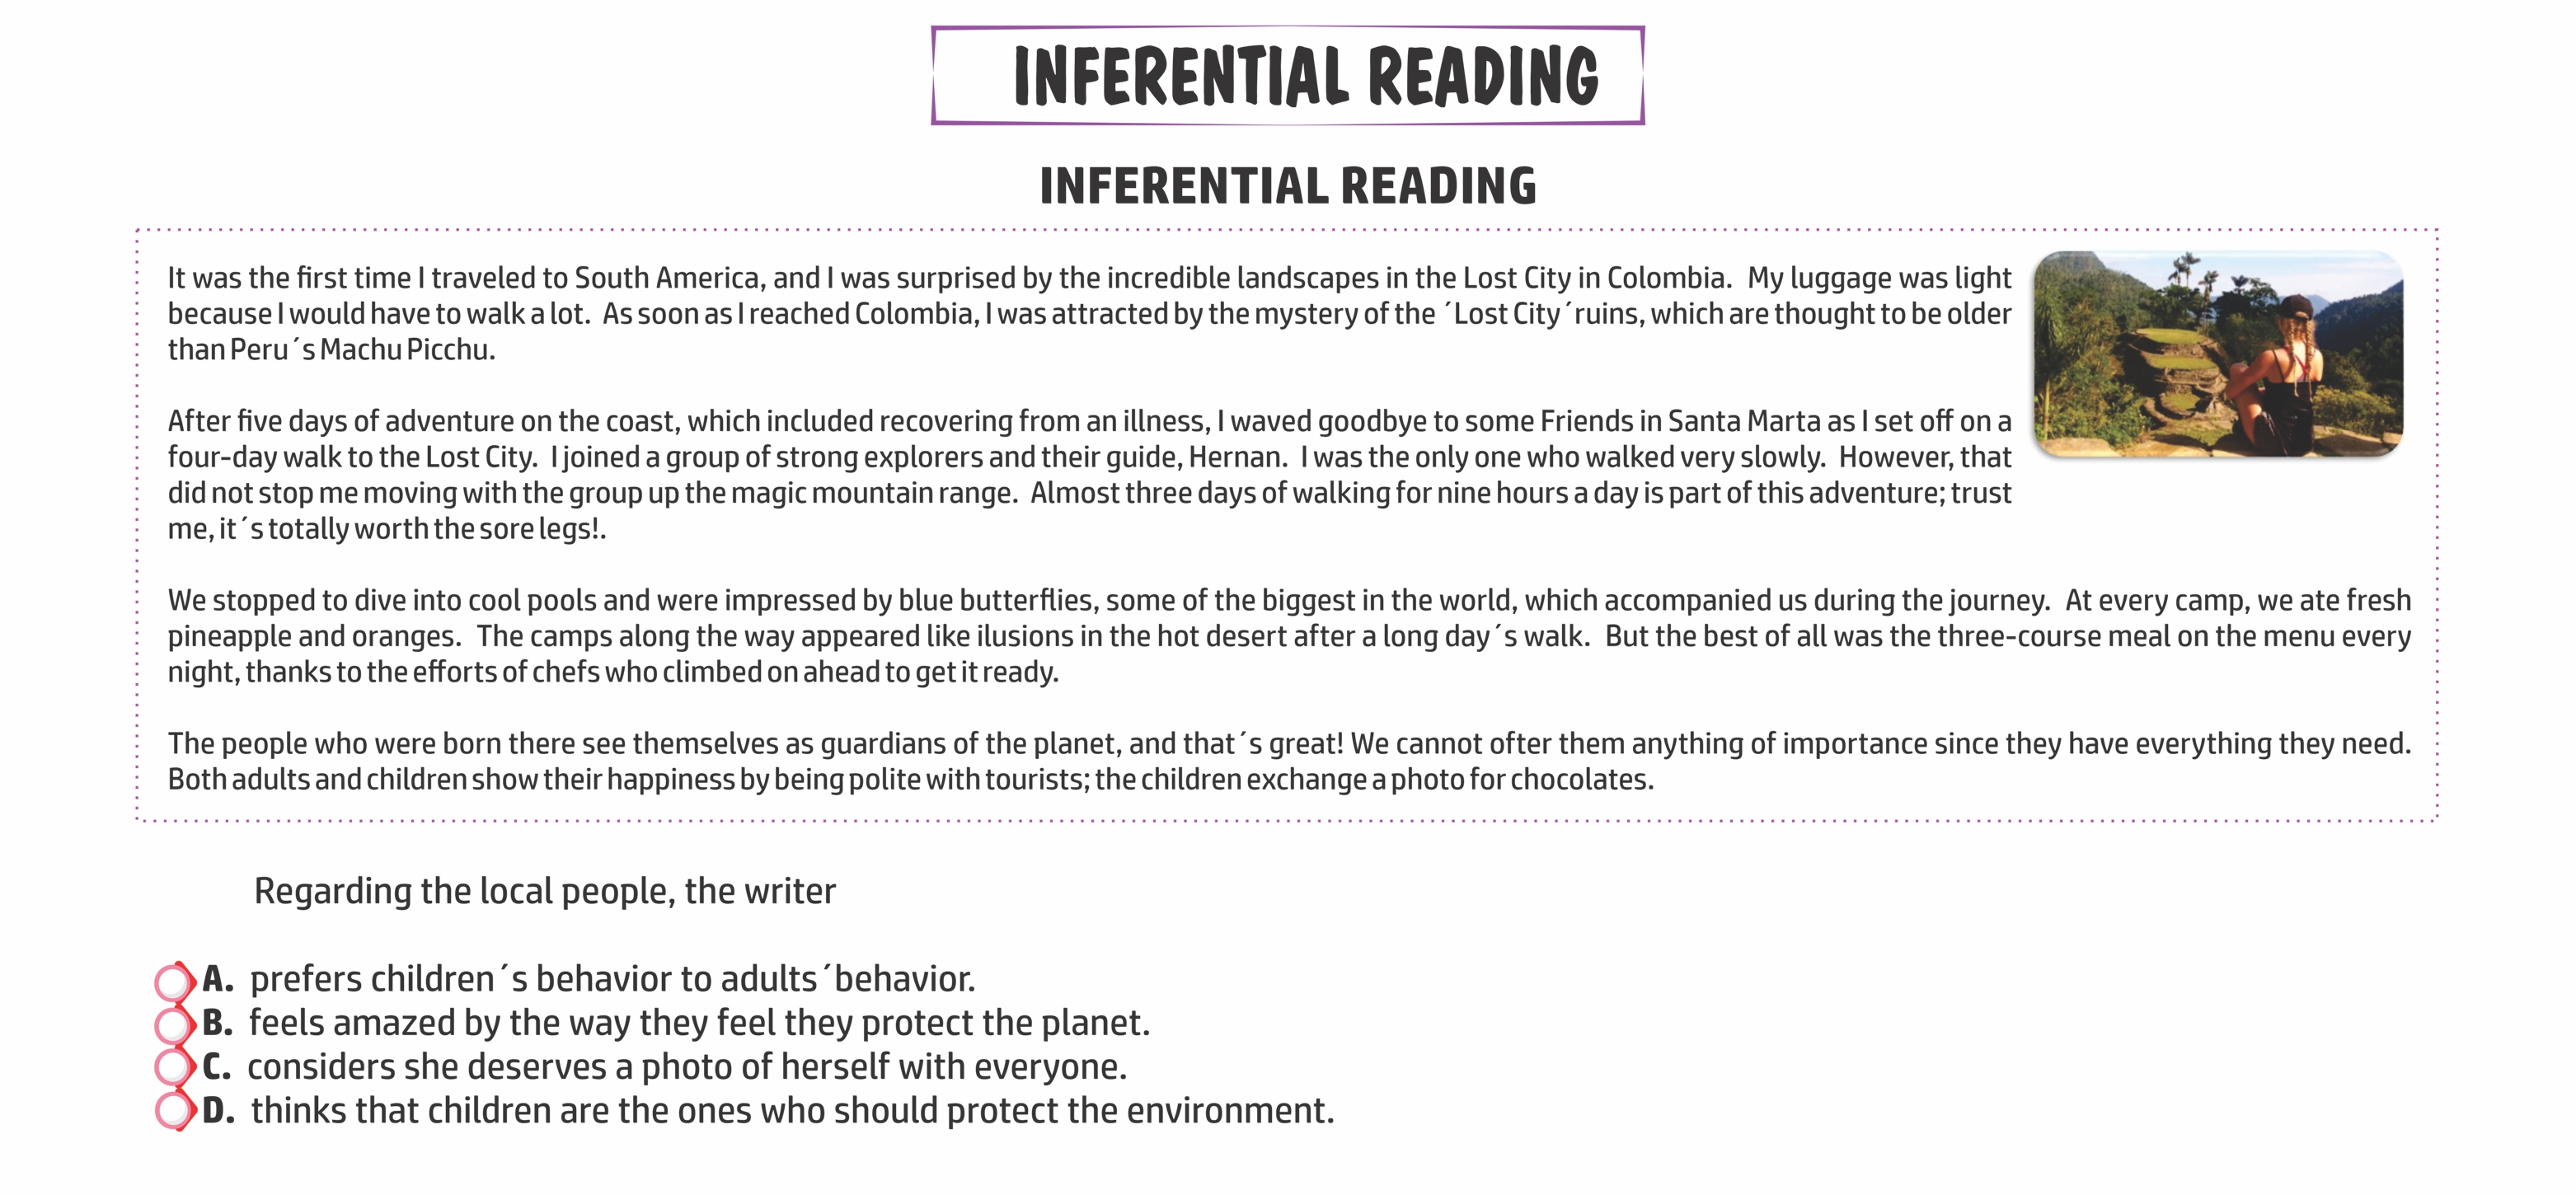 INFERENTIAL READING
INFERENTIAL READING
It was the first time I traveled to South America, and I was surprised by the incredible landscapes in the Lost City in Colombia. My luggage was light
because I would have to walk a lot. As soon as I reached Colombia, I was attracted by the mystery of the ´Lost City´ruins, which are thought to be older
than Peru´s Machu Picchu.
After five days of adventure on the coast, which included recovering from an illness, I waved goodbye to some Friends in Santa Marta as I set off on a
four-day walk to the Lost City. I joined a group of strong explorers and their guide, Hernan. I was the only one who walked very slowly. However, that
did not stop me moving with the group up the magic mountain range. Almost three days of walking for nine hours a day is part of this adventure; trust
me, it´s totally worth the sore legs!.
We stopped to dive into cool pools and were impressed by blue butterflies, some of the biggest in the world, which accompanied us during the journey. At every camp, we ate fresh
pineapple and oranges. The camps along the way appeared like ilusions in the hot desert after a long day´s walk. But the best of all was the three-course meal on the menu every
night, thanks to the efforts of chefs who climbed on ahead to get it ready.
The people who were born there see themselves as guardians of the planet, and that´s great! We cannot ofter them anything of importance since they have everything they need.
Both adults and children show their happiness by being polite with tourists; the children exchange a photo for chocolates.
Regarding the local people, the writer
A. prefers children´s behavior to adults´behavior.
B. feels amazed by the way they feel they protect the planet.
C. considers she deserves a photo of herself with everyone.
D. thinks that children are the ones who should protect the environment.